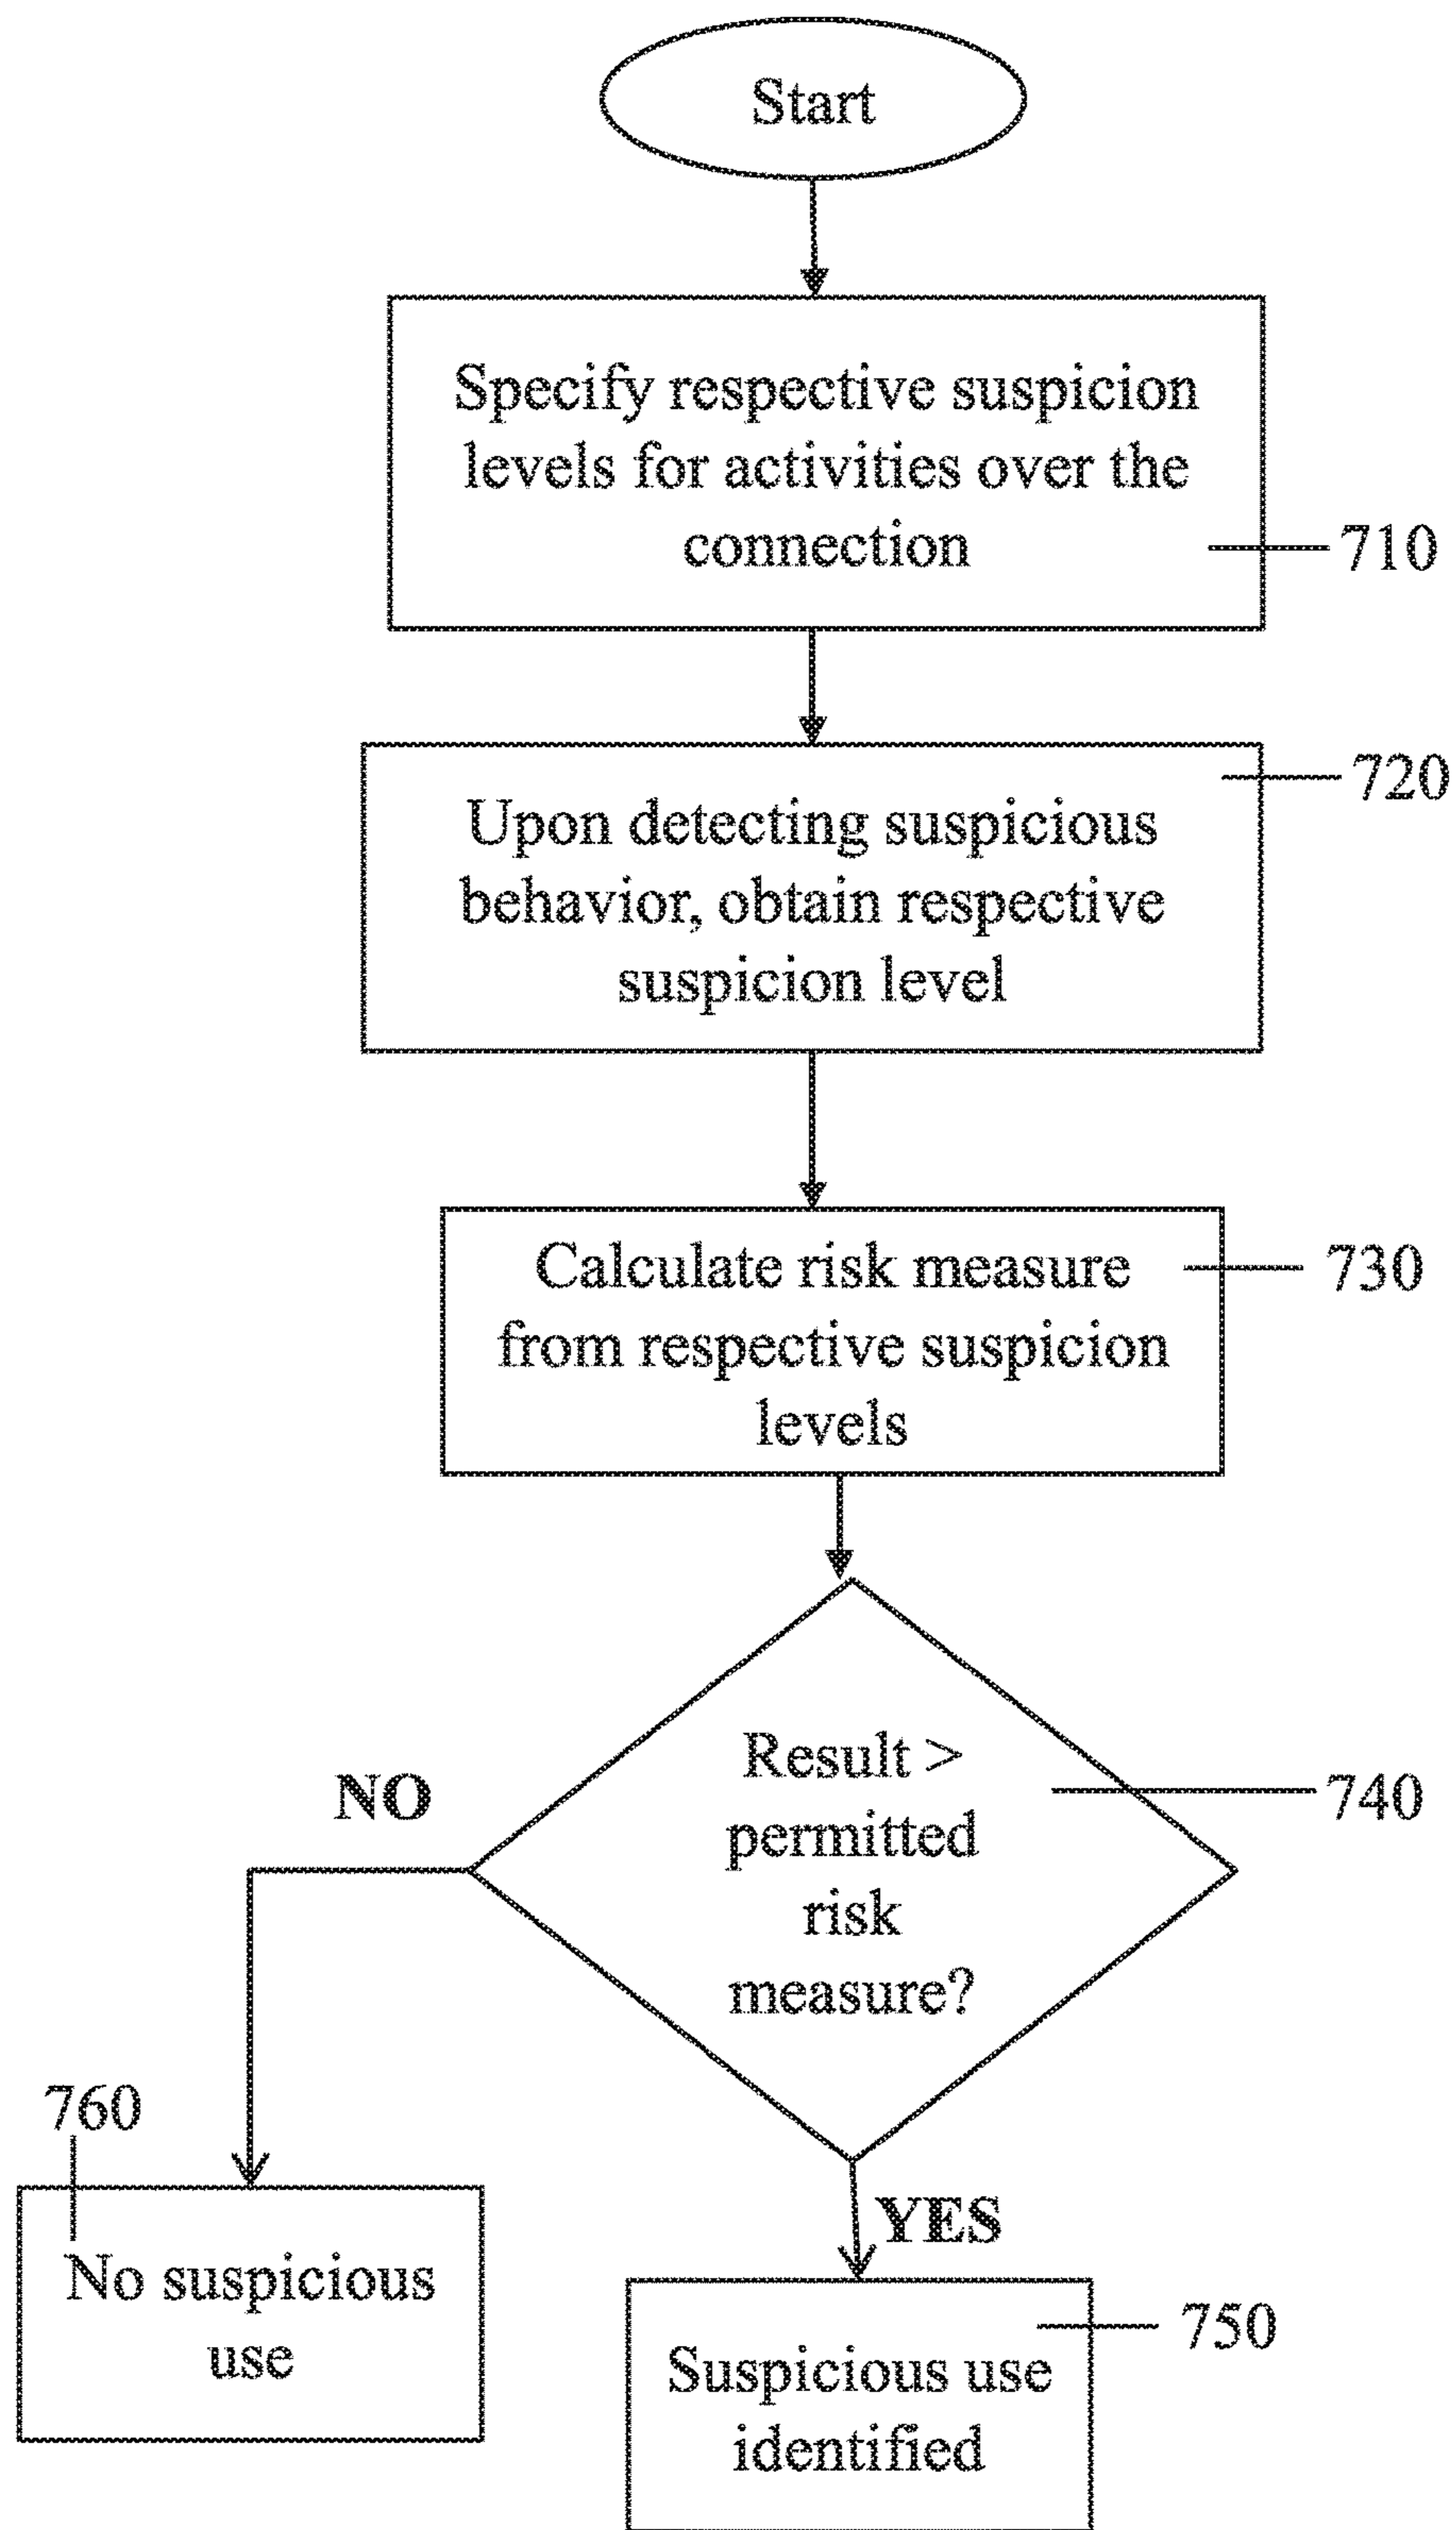 Start
Specify respective suspicion
levels for activities over the
connection
710
720
Upon detecting suspicious
behavior, obtain respective
suspicion level
Calculate risk measure
730
from respective suspicion
levels
Result >
permitted
risk
measure?
740
NO
760
YES
No suspicious
use
750
Suspicious use
identified